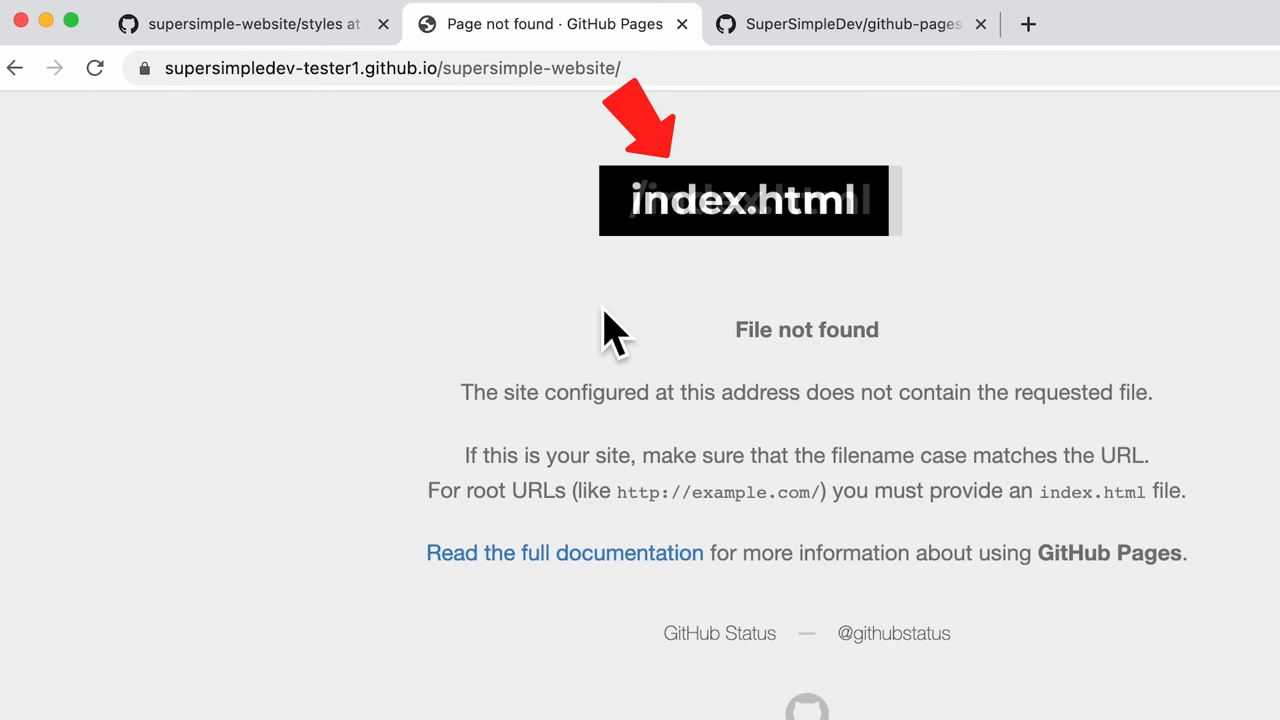 supersimple-website/styles at
Page not found · GitHub Pages
SuperSimpleDev/github-pages
supersimpledev-tester1.github.io/supersimple-website/
index.html
File not found
The site configured at this address does not contain the requested file.
If this is your site, make sure that the filename case matches the URL.
For root URLs (like http://example.com/) you must provide an index.html file.
Read the full documentation for more information about using GitHub Pages.
GitHub Status — @githubstatus